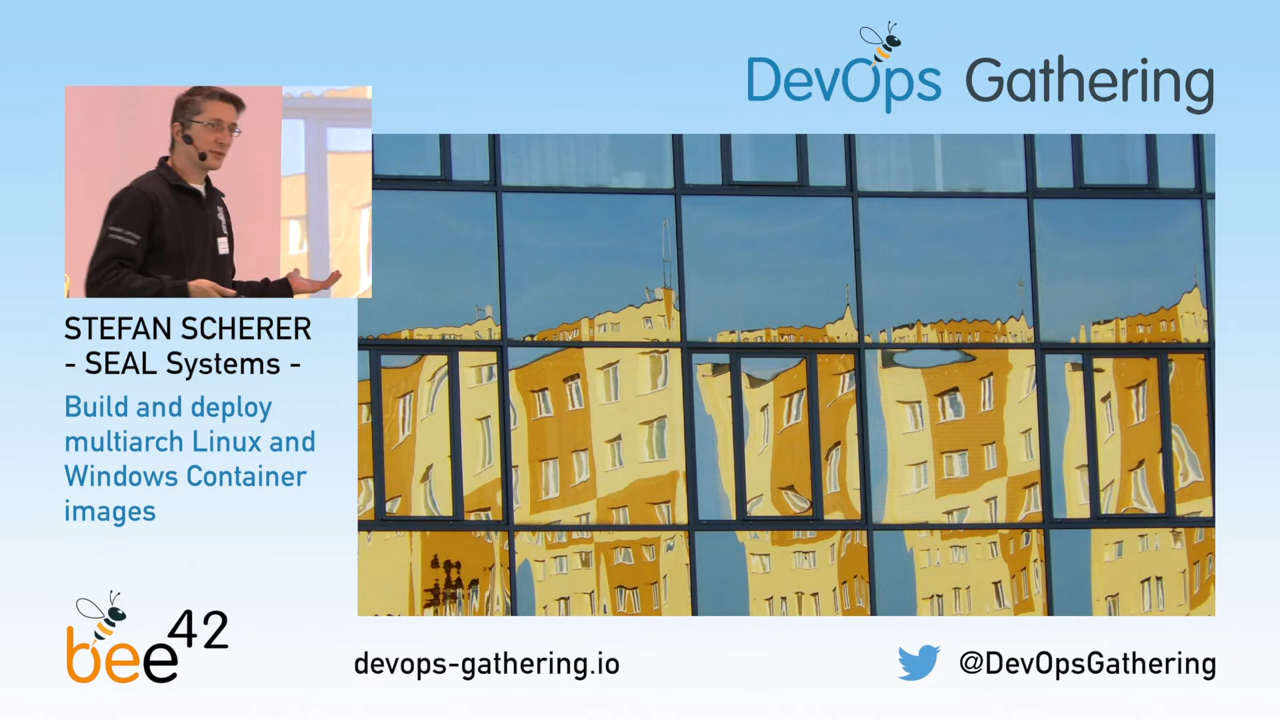 DevOps Gathering
STEFAN SCHERER
- SEAL Systems -
Build and deploy
multiarch Linux and
Windows Container
images
bee42
devops-gathering.io
@DevOpsGathering